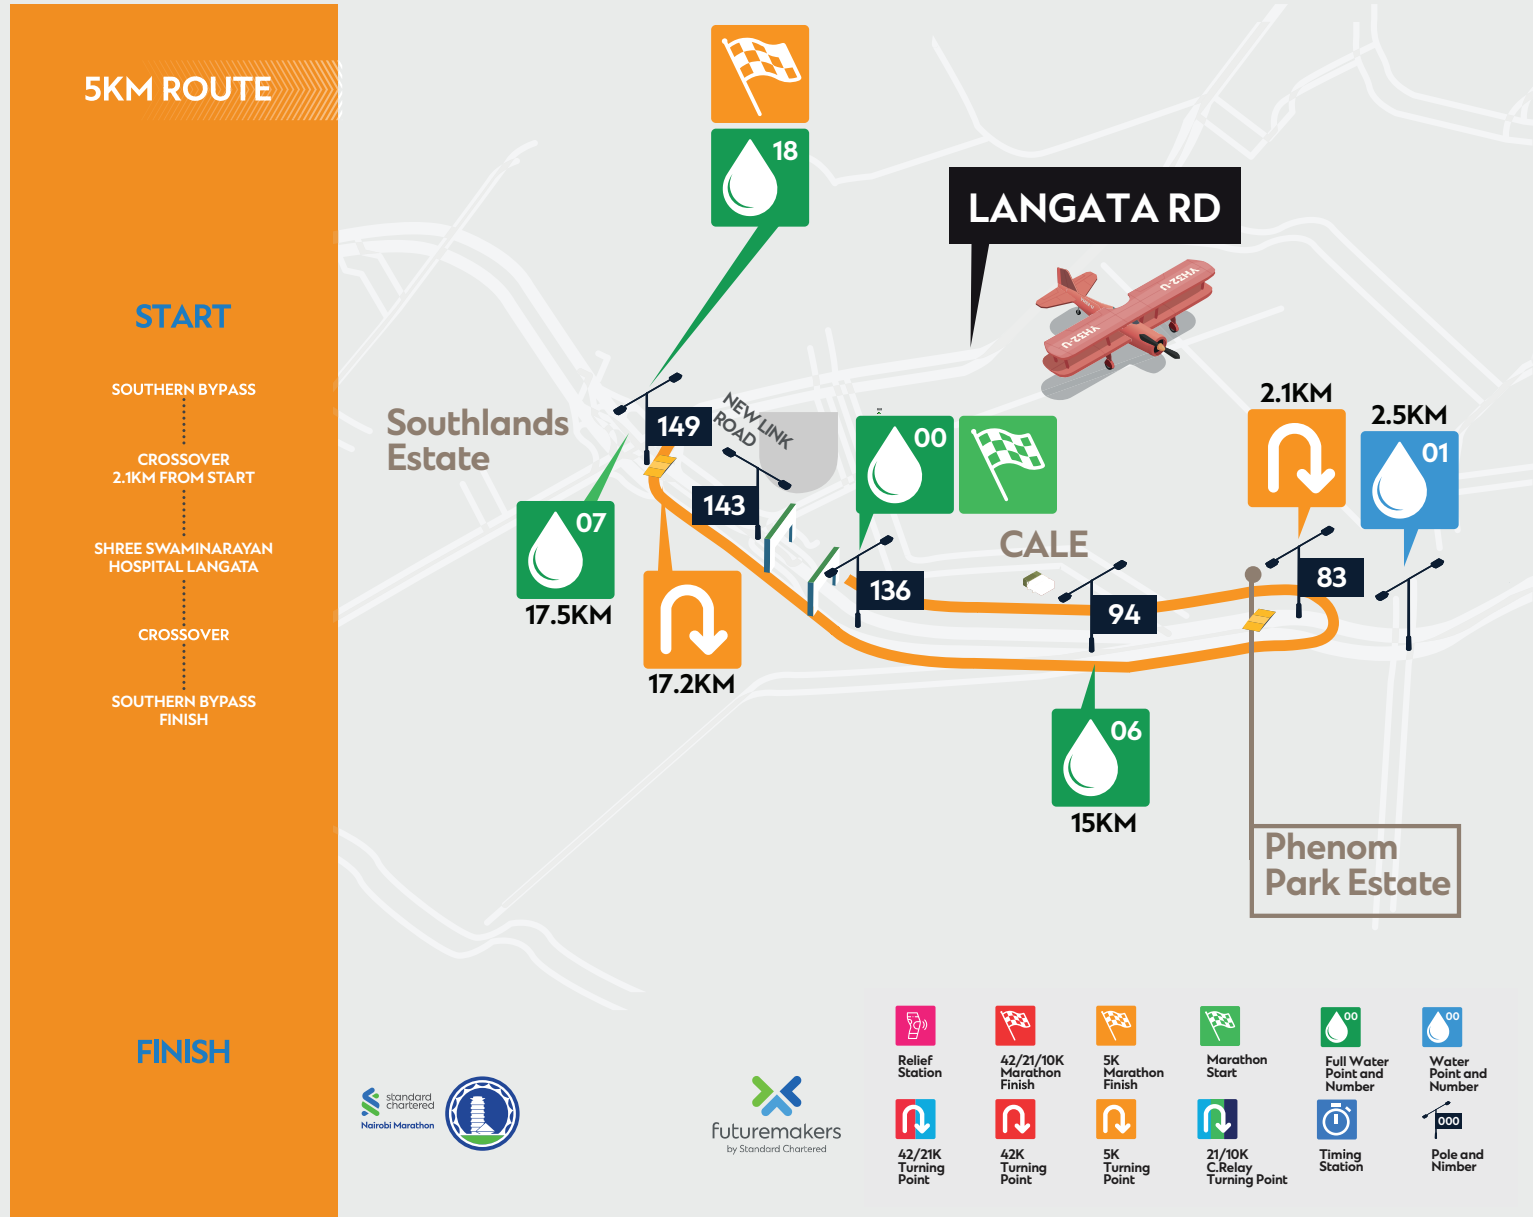 5KM ROUTE
START
SOUTHERN BYPASS
CROSSOVER
2.1KM FROM START
SHREE SWAMINARAYAN
HOSPITAL LANGATA
CROSSOVER
SOUTHERN BYPASS
FINISH
FINISH
18
LANGATA RD
YH32-U
YH32-U
Southlands
Estate
149
NEW LINK
ROAD
143
07
17.5KM
17.2KM
00
136
CALE
94
06
15KM
2.1KM
83
2.5KM
01
Phenom
Park Estate
standard
chartered
Nairobi Marathon
futuremakers
by Standard Chartered
Relief
Station
42/21/10K
Marathon
Finish
5K
Marathon
Finish
Marathon
Start
00
Full Water
Point and
Number
00
Water
Point and
Number
42/21K
Turning
Point
42K
Turning
Point
5K
Turning
Point
21/10K
C.Relay
Turning Point
Timing
Station
000
Pole and
Nimber